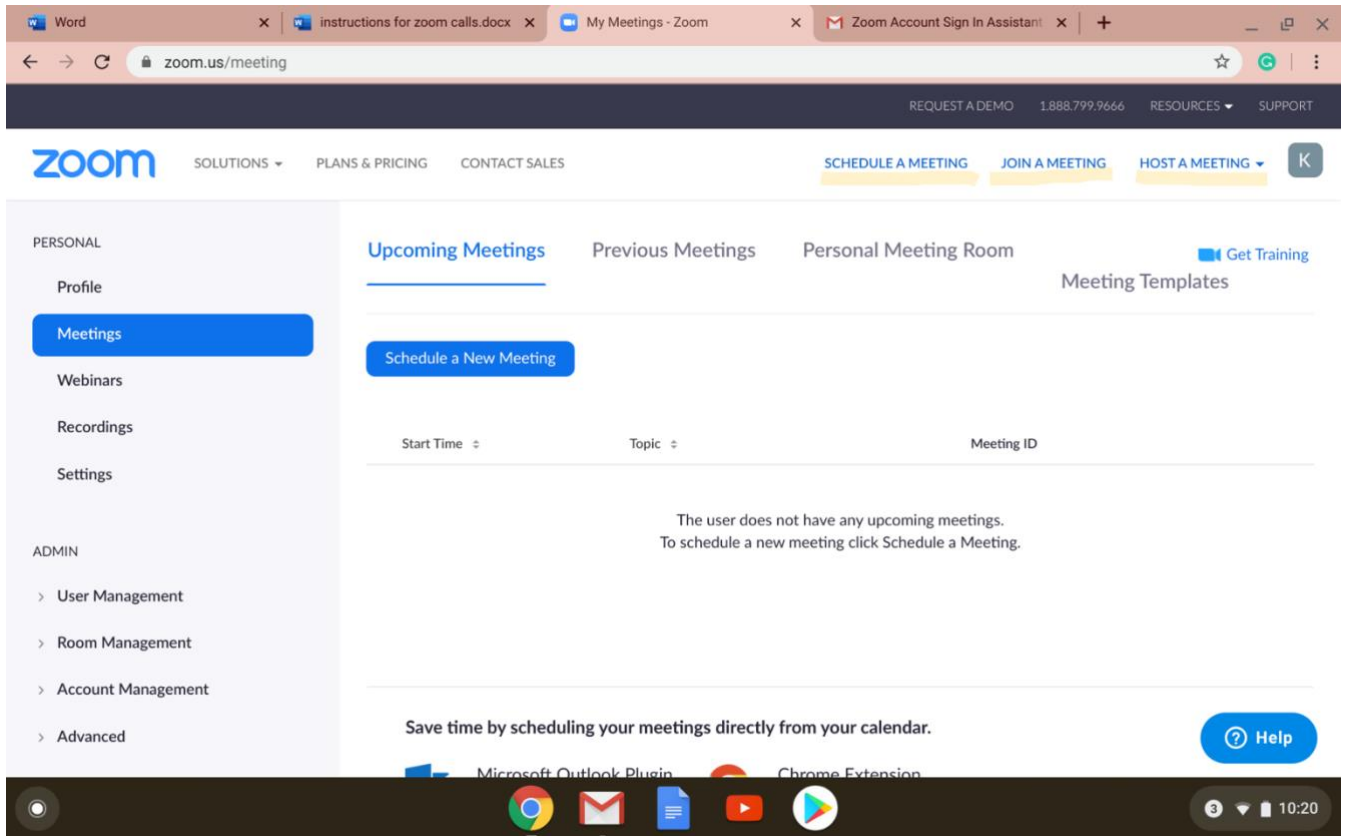 Word
instructions for zoom calls.docx
My Meetings - Zoom
Zoom Account Sign In Assistant
zoom.us/meeting
REQUEST A DEMO 1.888.799.9666 RESOURCES SUPPORT
zoom SOLUTIONS PLANS & PRICING CONTACT SALES SCHEDULE A MEETING JOIN A MEETING HOST A MEETING K
PERSONAL
Profile
Meetings
Webinars
Recordings
Settings
ADMIN
User Management
Room Management
Account Management
Advanced
Upcoming Meetings Previous Meetings Personal Meeting Room
Get Training
Meeting Templates
Schedule a New Meeting
Start Time Topic Meeting ID
The user does not have any upcoming meetings.
To schedule a new meeting click Schedule a Meeting.
Save time by scheduling your meetings directly from your calendar.
Microsoft Outlook Plugin Chrome Extension
? Help
3 10:20